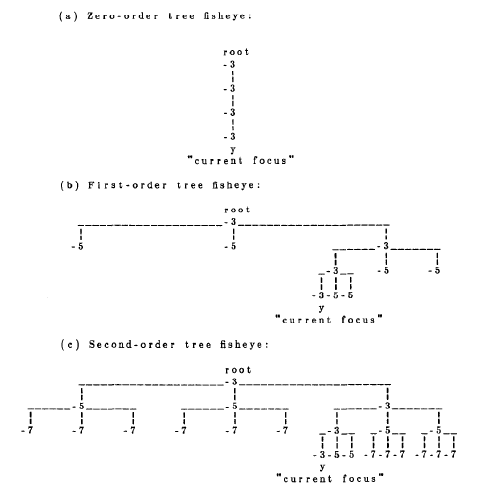 (a) Zero-order tree fisheye:
root
-3
-3
-3
-3
y
"current focus"
(b) First-order tree fisheye:
root
-3
-5 -5 -3
-3 -5 -5
-3 -5 -5
y
"current focus"
(c) Second-order tree fisheye:
root
-3
-5 -5 -3
-7 -7 -7 -7 -7 -7 -3 -5 -5
-3 -5 -5 -7 -7 -7 -7 -7 -7
y
"current focus"